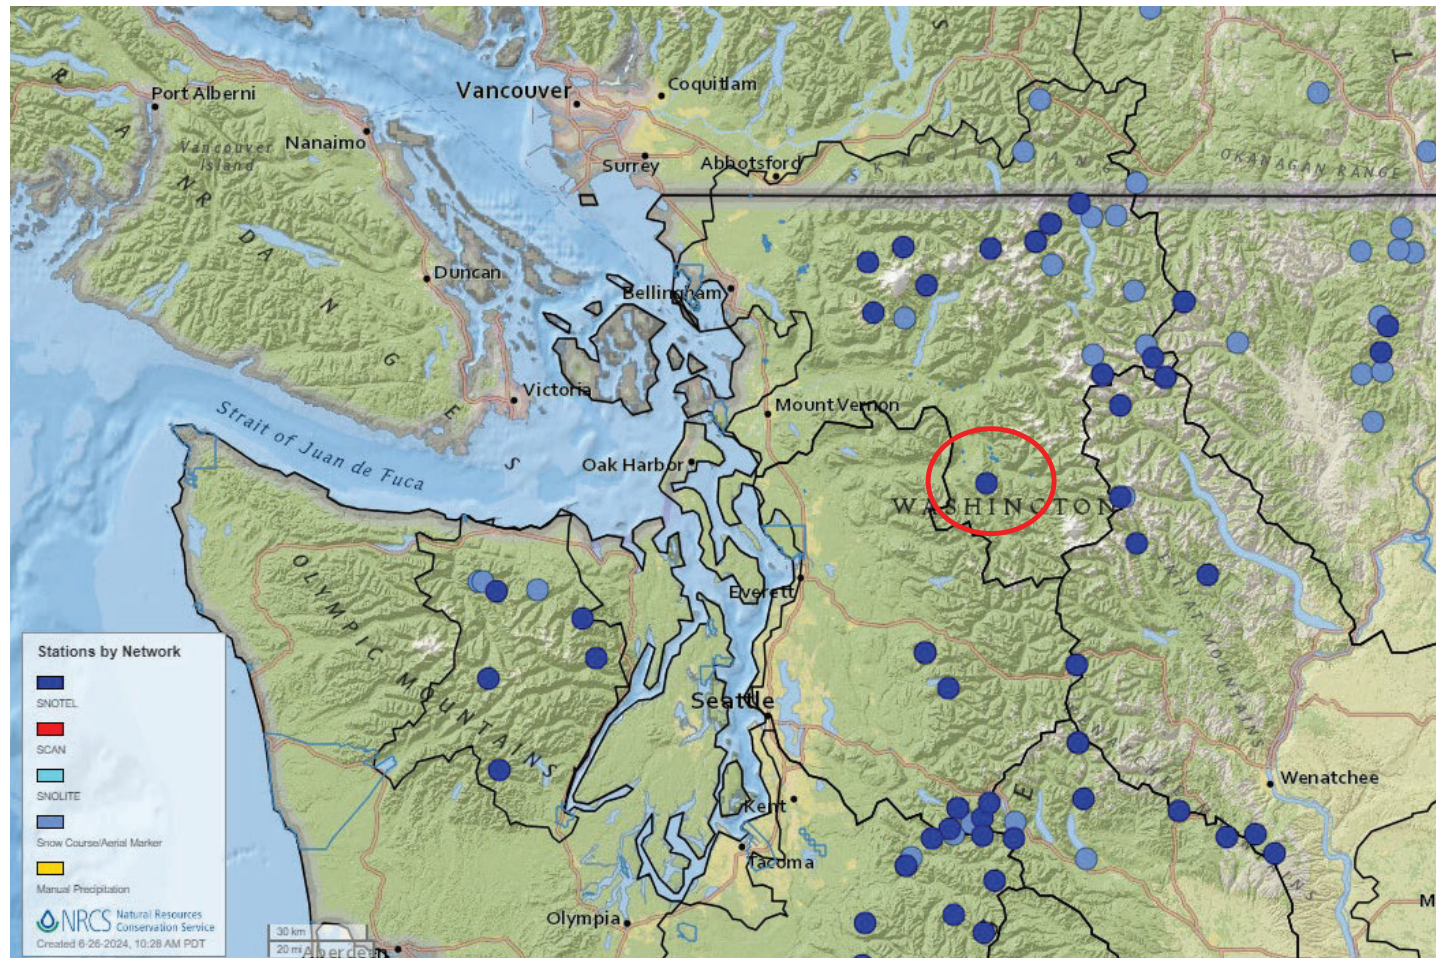 Port Alberni
Vancouver
Coquitlam
Nanaimo
Vancouver
Island
Surrey
Abbotsford
OKANAGAN RANGE
Duncan
Bellingham
Victoria
Mount Vernon
Strait of Juan de Fuca
Oak Harbor
WASHINGTON
Everett
OLYMPIC MOUNTAINS
Seattle
Wenatchee
Kent
Tacoma
Olympia
Aberdeen
Stations by Network
SNOTEL
SCAN
SNOLITE
Snow Course/Aerial Marker
Manual Precipitation
NRCS Natural Resources
Conservation Service
Created 6-26-2024, 10:28 AM PDT
30 km
20 mi